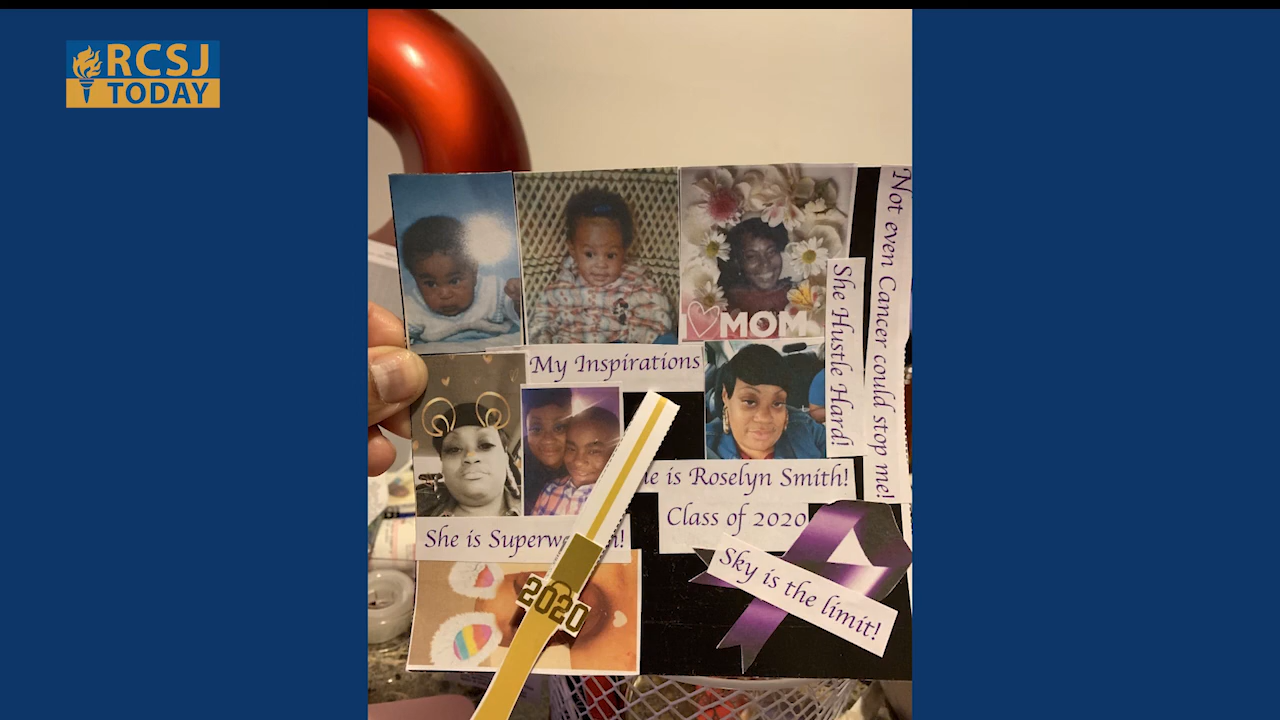 RCSJ
TODAY
I MOM
My Inspirations
Not even Cancer could stop me!
She Hustle Hard!
is Roselyn Smith!
Class of 2020
She is
2020
Sky is the limit!